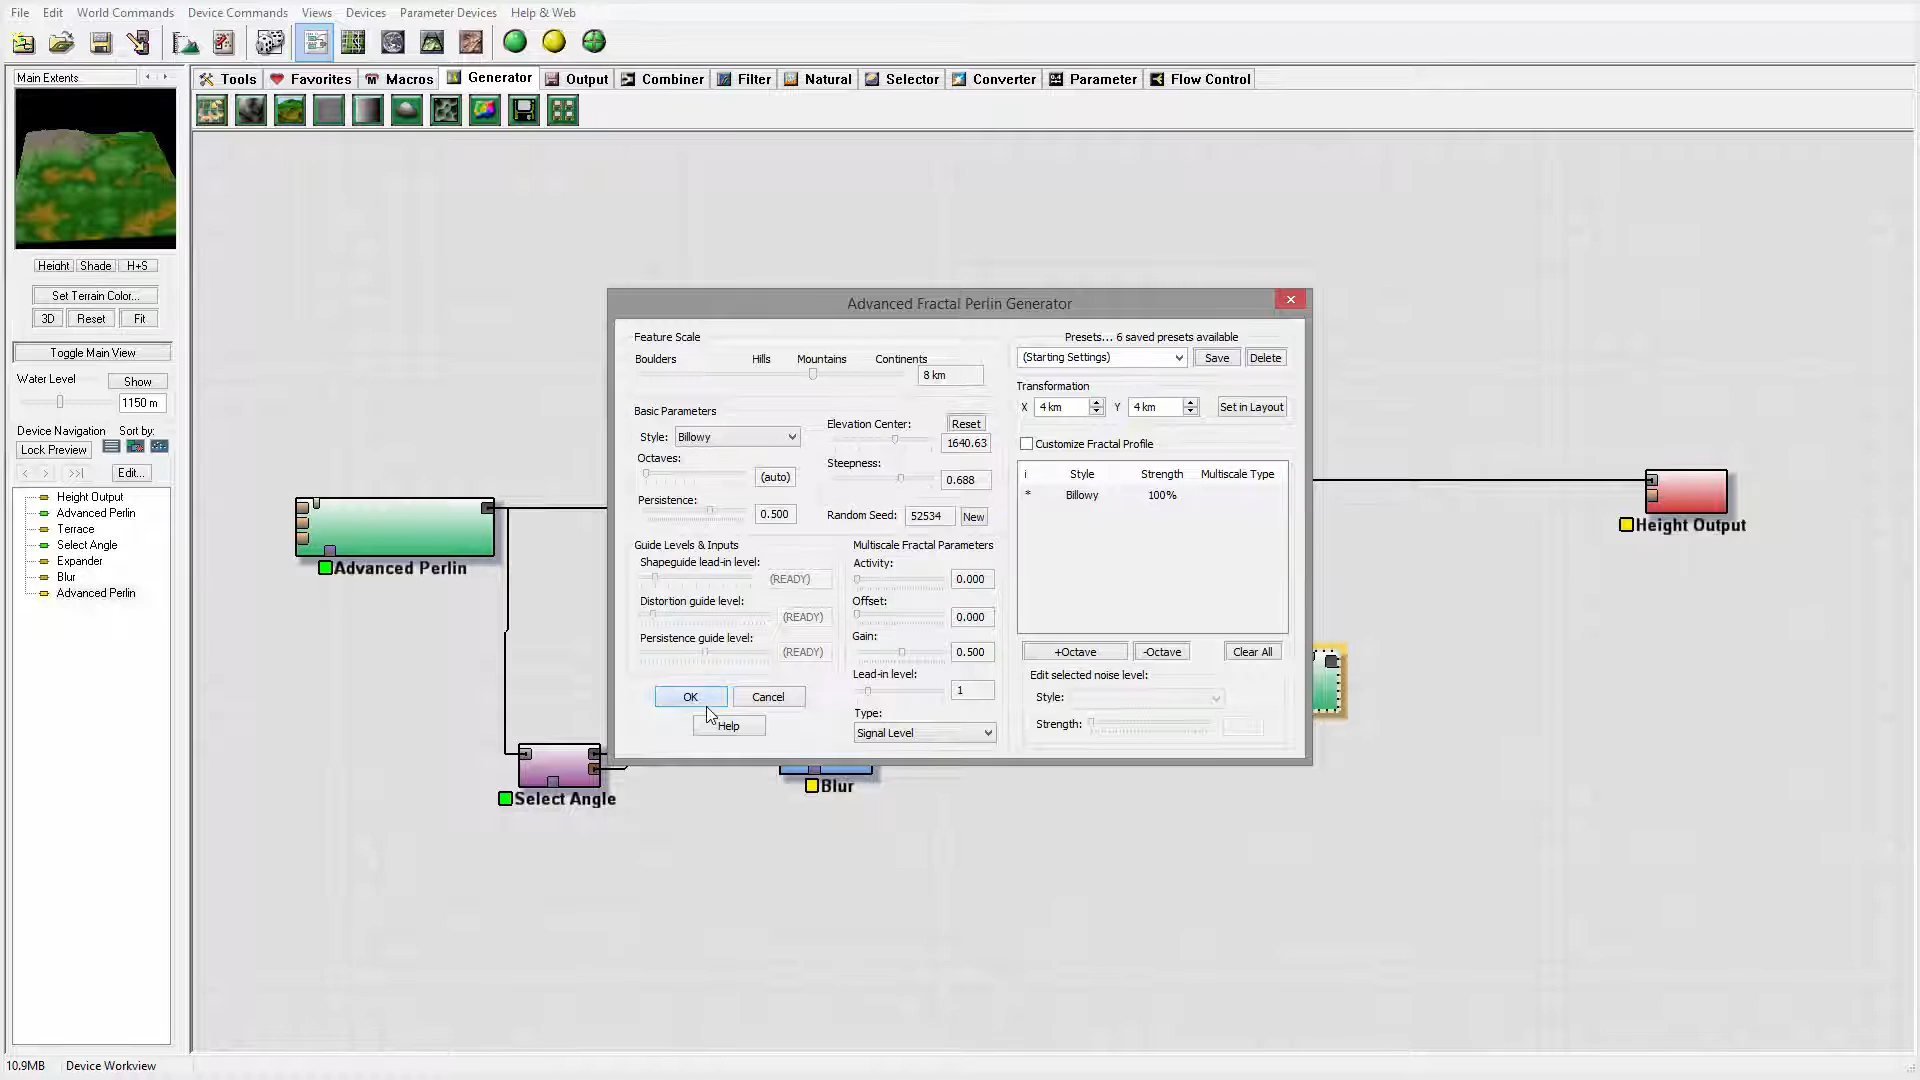 File Edit World Commands Device Commands Views Devices Parameter Devices Help & Web
Main Extents
Tools Favorites Macros Generator Output Combiner Filter Natural Selector Converter Parameter Flow Control
Height Shade H+S
Set Terrain Color...
3D Reset Fit
Toggle Main View
Water Level Show
1150 m
Device Navigation Sort by:
Lock Preview
< > >>| Edit...
Height Output
Advanced Perlin
Terrace
Select Angle
Expander
Blur
Advanced Perlin
Advanced Perlin
Select Angle
Blur
Height Output
Advanced Fractal Perlin Generator
Feature Scale
Boulders Hills Mountains Continents
8 km
Basic Parameters
Style: Billowy
Octaves:
(auto)
Persistence:
0.500
Elevation Center: Reset
1640.63
Steepness:
0.688
Random Seed: 52534 New
Guide Levels & Inputs
Shapeguide lead-in level:
(READY)
Distortion guide level:
(READY)
Persistence guide level:
(READY)
OK Cancel
Help
Multiscale Fractal Parameters
Activity:
0.000
Offset:
0.000
Gain:
0.500
Lead-in level:
1
Type:
Signal Level
Presets... 6 saved presets available
(Starting Settings) Save Delete
Transformation
X 4 km Y 4 km Set in Layout
Customize Fractal Profile
i Style Strength Multiscale Type
* Billowy 100%
+Octave -Octave Clear All
Edit selected noise level:
Style:
Strength:
10.9MB Device Workview